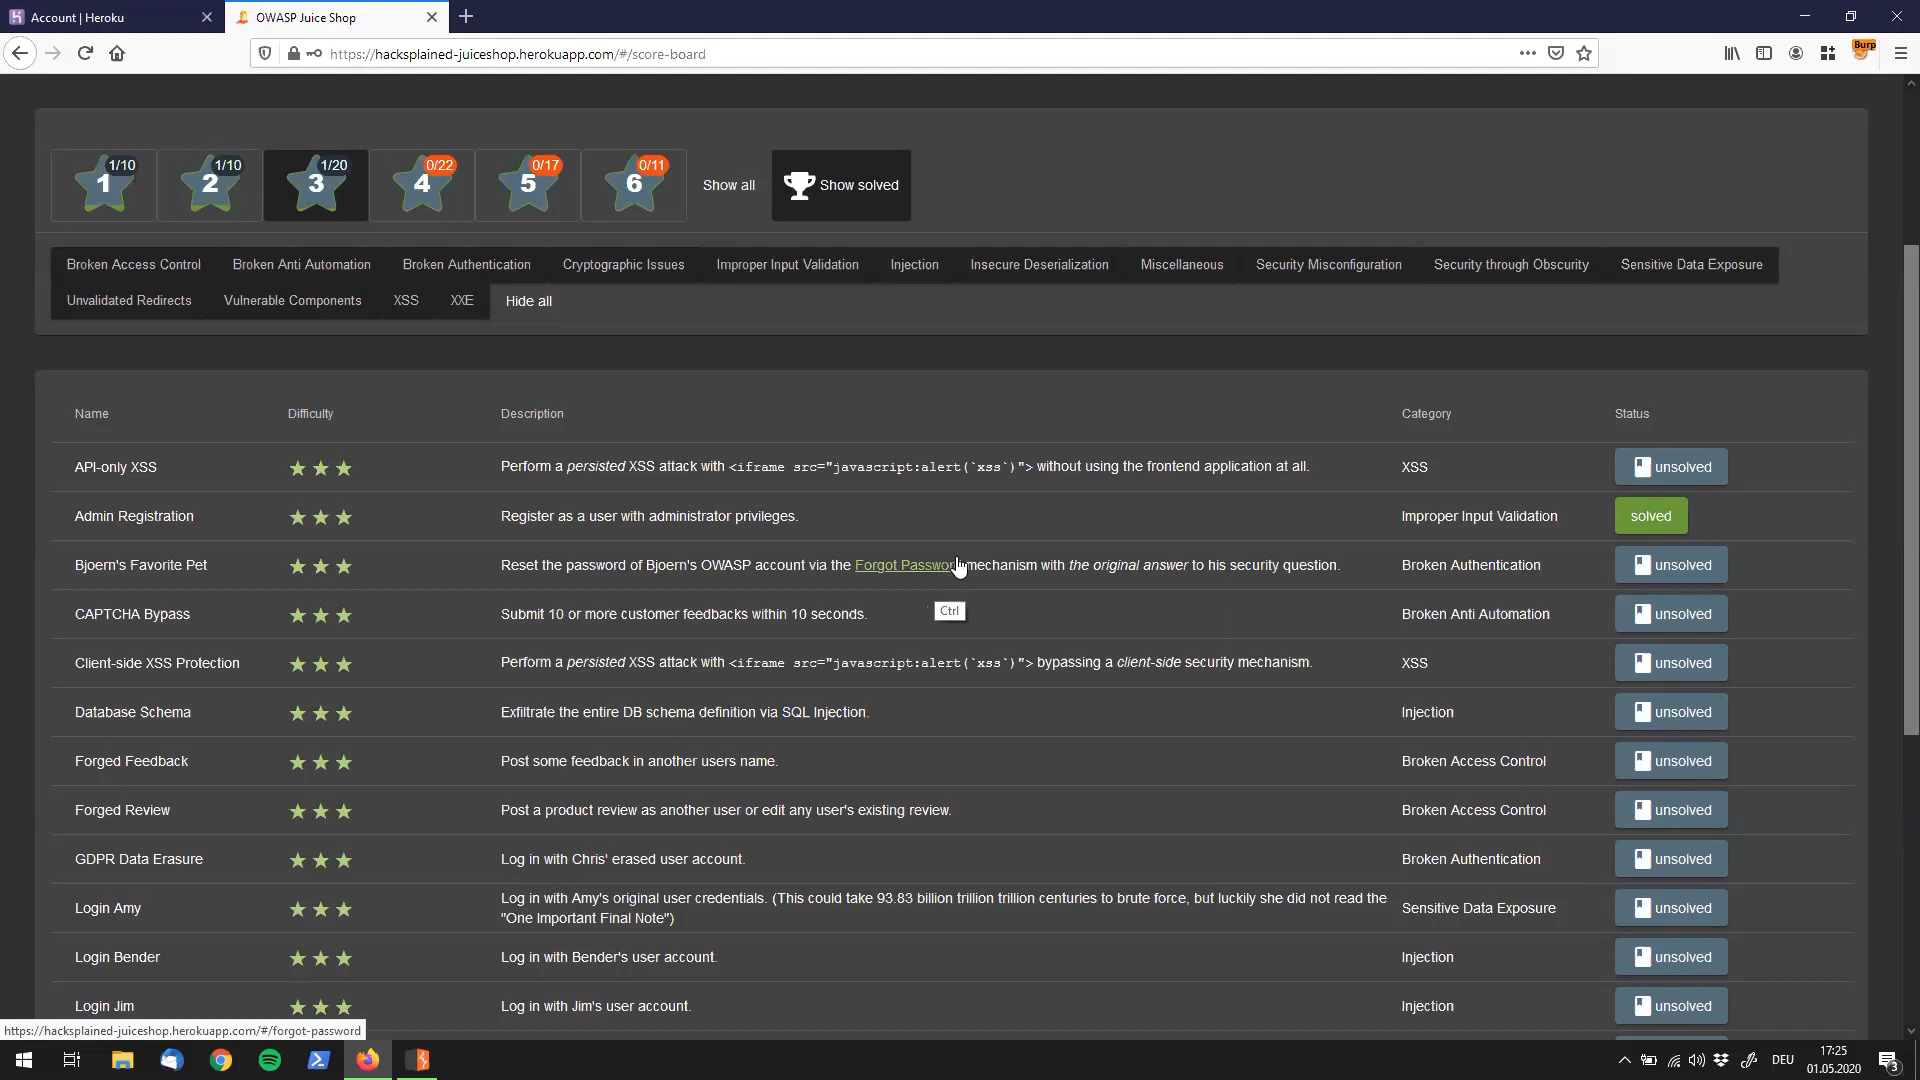 Account | Heroku
OWASP Juice Shop
Burp
https://hacksplained-juiceshop.herokuapp.com/#/score-board
1/10 1/10 1/20 0/22 0/17 0/11
1 2 3 4 5 6 Show all Show solved
Broken Access Control Broken Anti Automation Broken Authentication Cryptographic Issues Improper Input Validation Injection Insecure Deserialization Miscellaneous Security Misconfiguration Security through Obscurity Sensitive Data Exposure
Unvalidated Redirects Vulnerable Components XSS XXE Hide all
Name Difficulty Description Category Status
API-only XSS Perform a persisted XSS attack with <iframe src="javascript:alert(`xss`)"> without using the frontend application at all. XSS unsolved
Admin Registration Register as a user with administrator privileges. Improper Input Validation solved
Bjoern's Favorite Pet Reset the password of Bjoern's OWASP account via the Forgot Password mechanism with the original answer to his security question. Broken Authentication unsolved
Ctrl
CAPTCHA Bypass Submit 10 or more customer feedbacks within 10 seconds. Broken Anti Automation unsolved
Client-side XSS Protection Perform a persisted XSS attack with <iframe src="javascript:alert(`xss`)"> bypassing a client-side security mechanism. XSS unsolved
Database Schema Exfiltrate the entire DB schema definition via SQL Injection. Injection unsolved
Forged Feedback Post some feedback in another users name. Broken Access Control unsolved
Forged Review Post a product review as another user or edit any user's existing review. Broken Access Control unsolved
GDPR Data Erasure Log in with Chris' erased user account. Broken Authentication unsolved
Login Amy Log in with Amy's original user credentials. (This could take 93.83 billion trillion trillion centuries to brute force, but luckily she did not read the
"One Important Final Note") Sensitive Data Exposure unsolved
Login Bender Log in with Bender's user account. Injection unsolved
Login Jim Log in with Jim's user account. Injection unsolved
https://hacksplained-juiceshop.herokuapp.com/#/forgot-password
DEU 17:25
01.05.2020
3